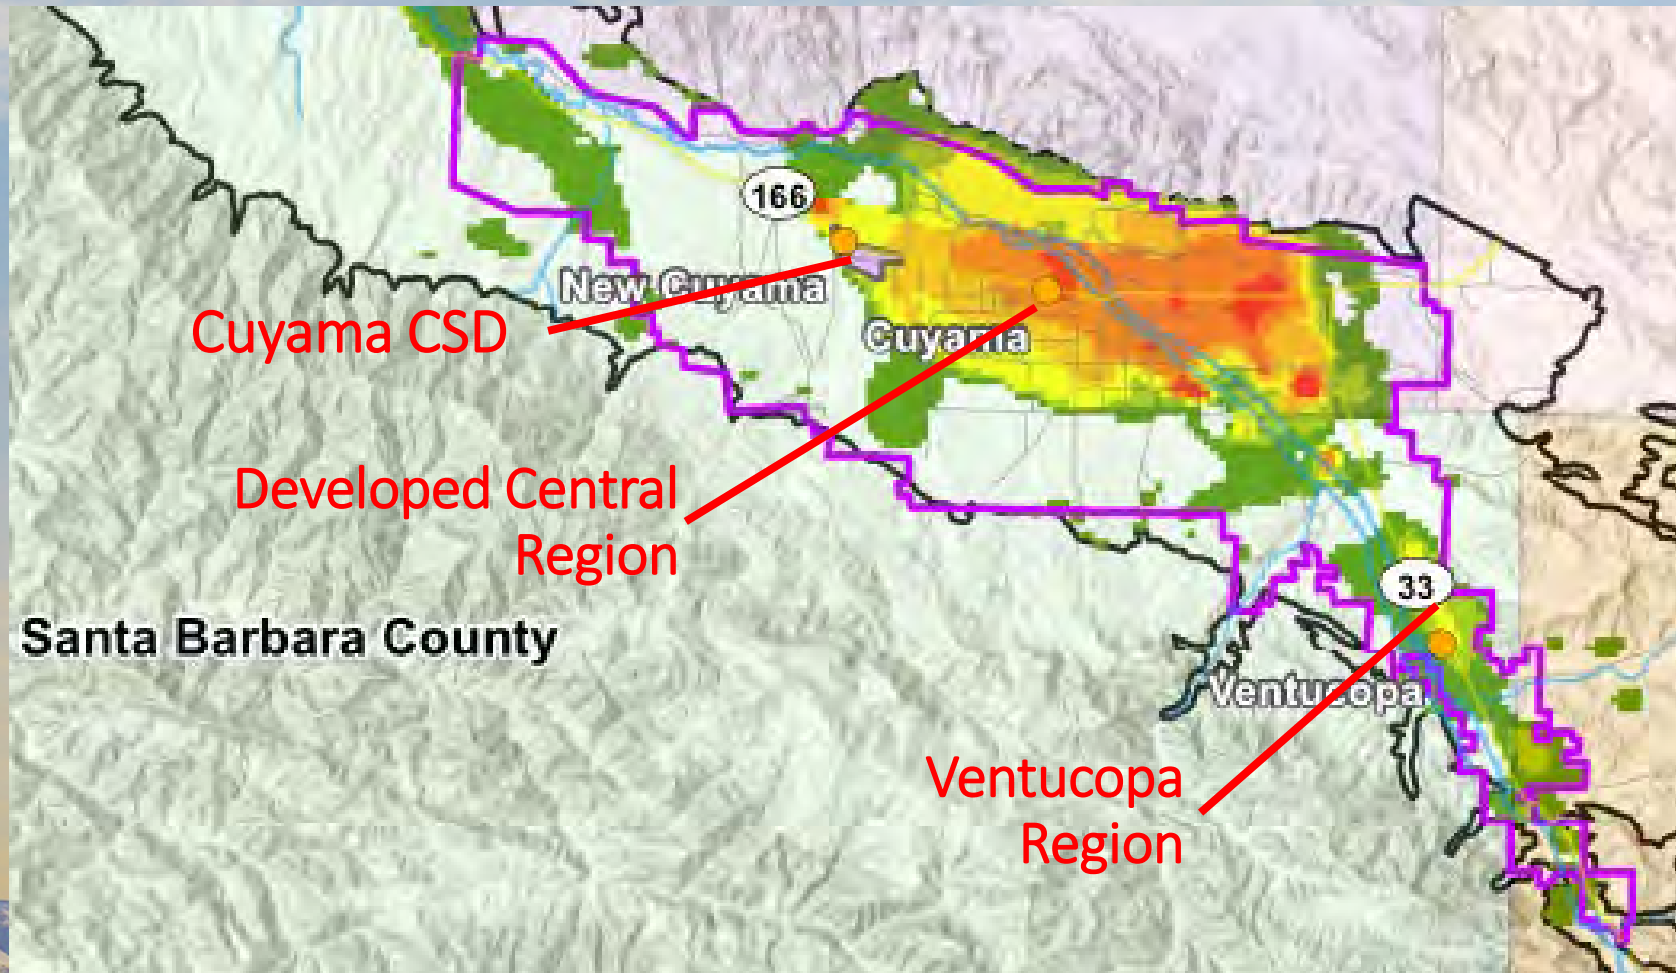 166
New Cuyama
Cuyama CSD
Cuyama
Developed Central
Region
33
Santa Barbara County
Ventucopa
Ventucopa
Region